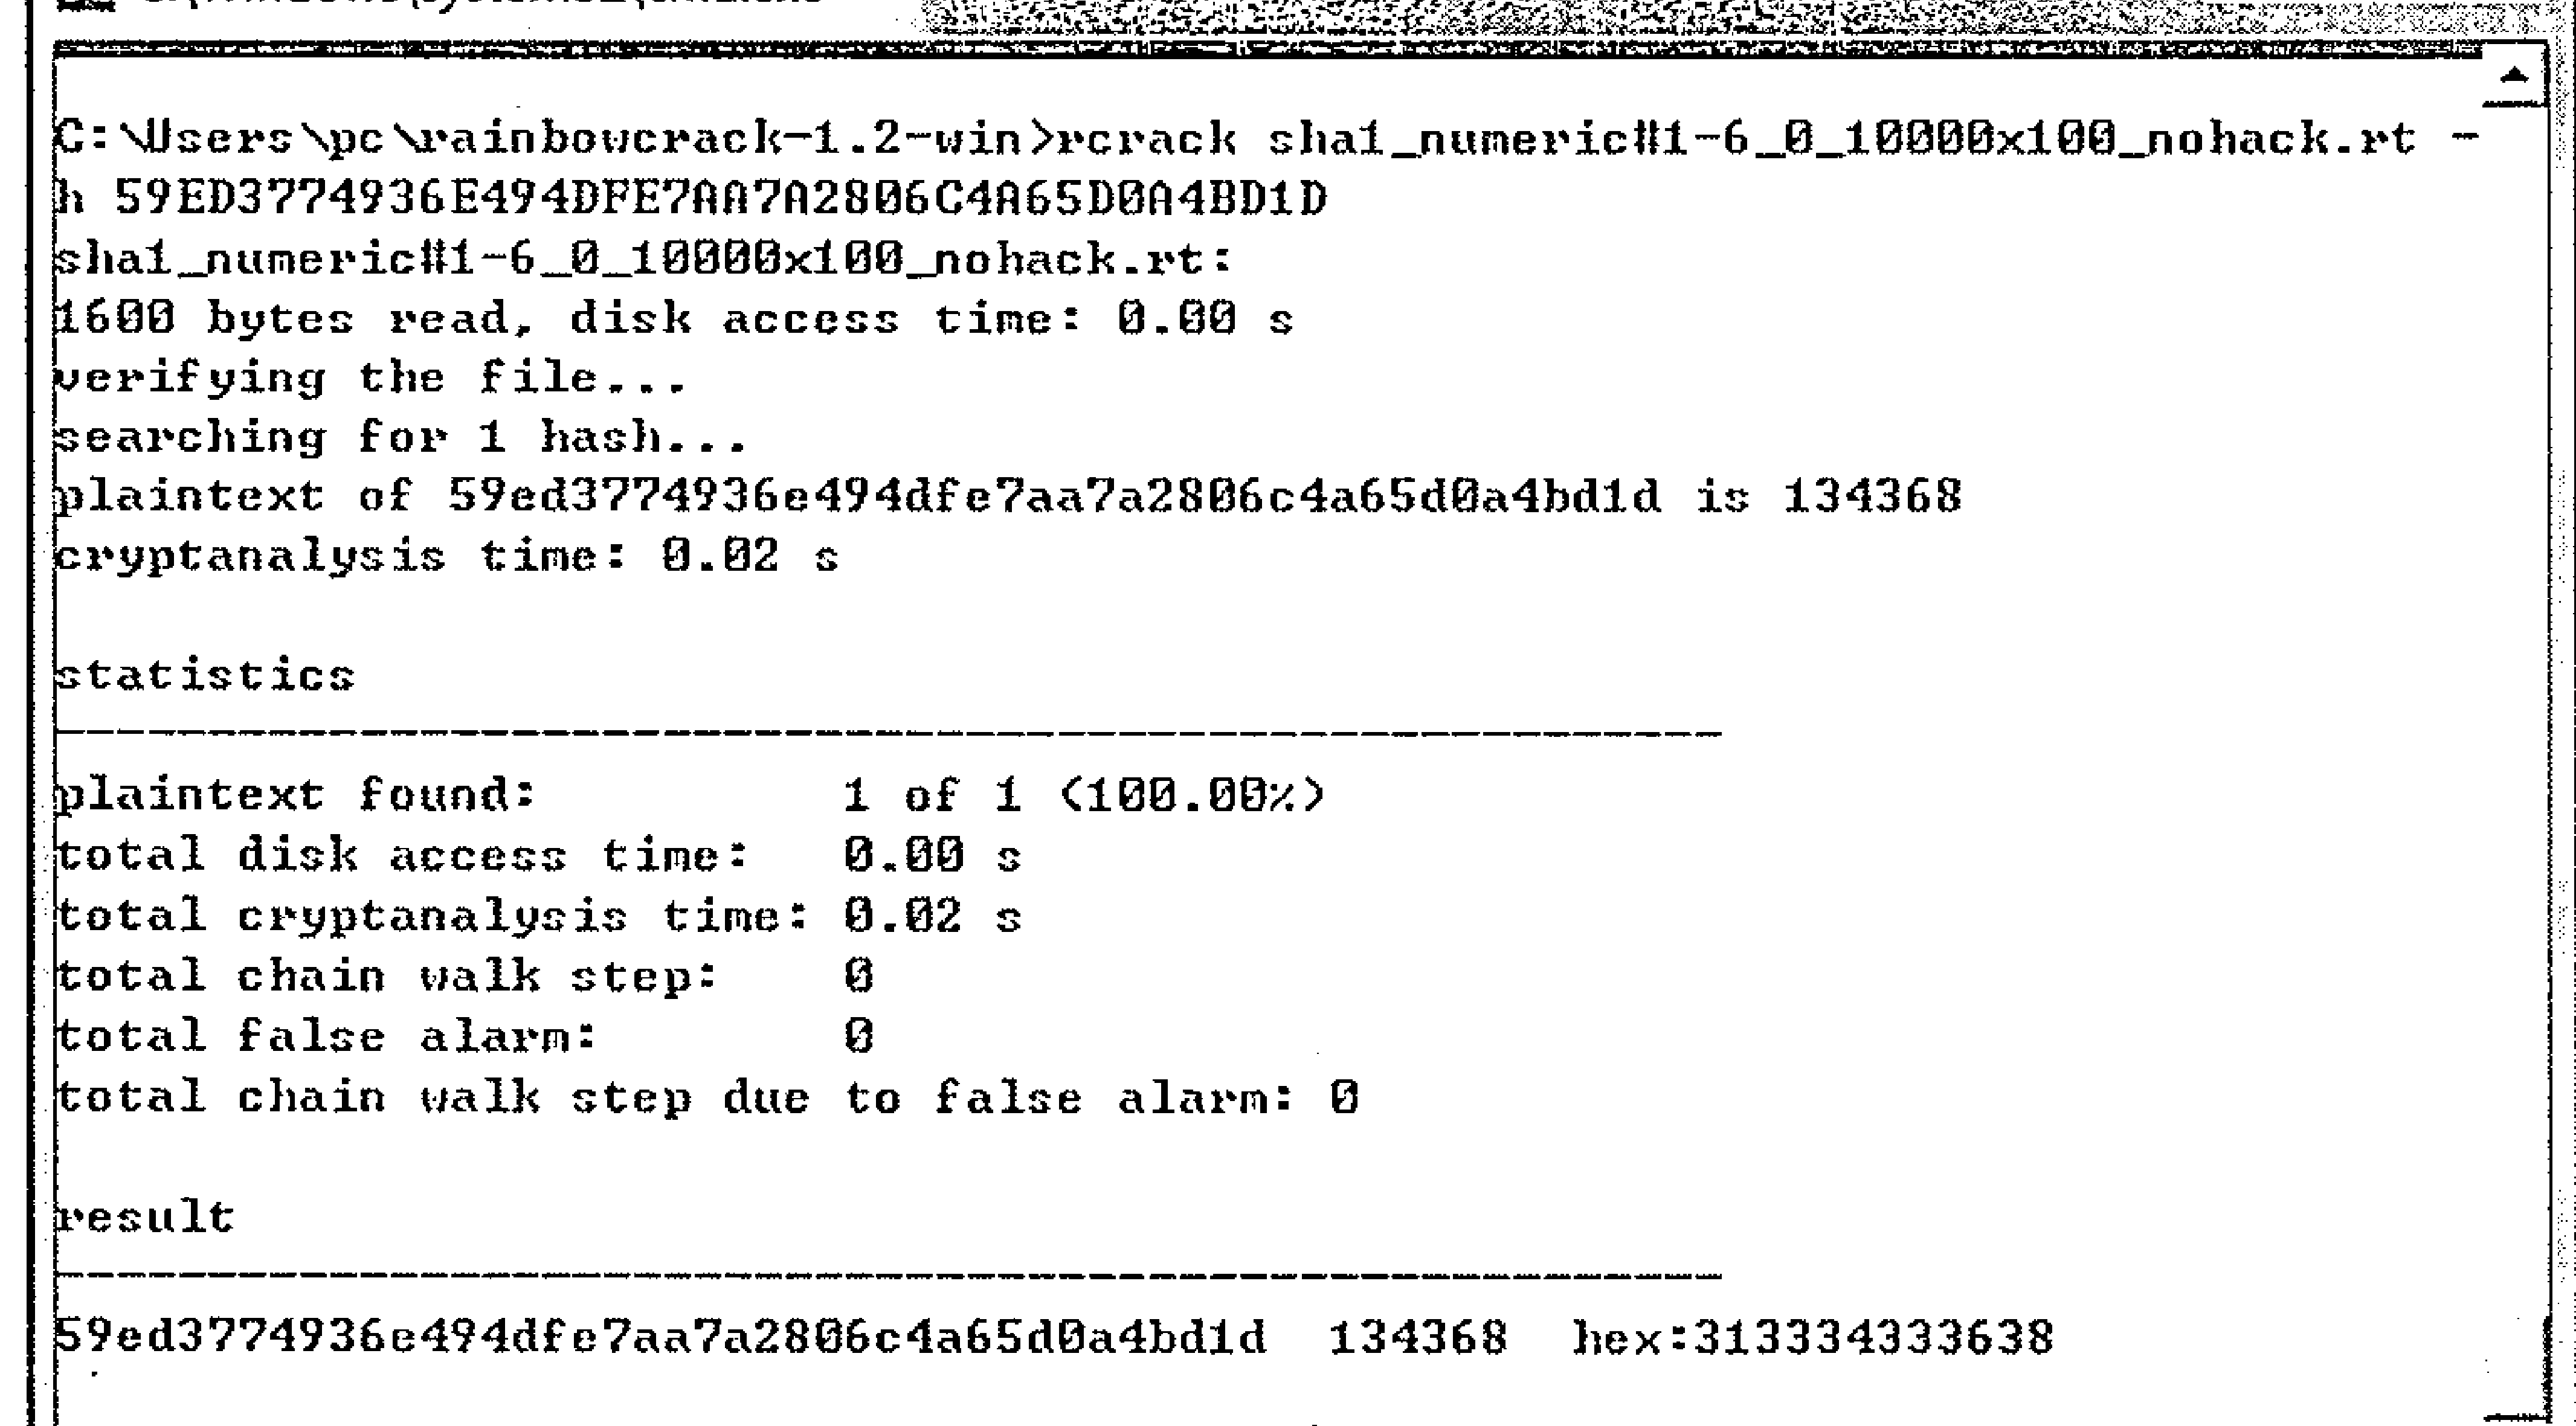 C:\Users\pc\rainbowcrack-1.2-win>rcrack sha1_numeric#1-6_0_10000x100_nohack.rt -
h 59ED3774936E494DFE7AA7A2806C4A65D0A4BD1D
sha1_numeric#1-6_0_10000x100_nohack.rt:
1600 bytes read, disk access time: 0.00 s
verifying the file...
searching for 1 hash...
plaintext of 59ed3774936e494dfe7aa7a2806c4a65d0a4bd1d is 134368
cryptanalysis time: 0.02 s
statistics
-------------------------------------------------------
plaintext found: 1 of 1 (100.00%)
total disk access time: 0.00 s
total cryptanalysis time: 0.02 s
total chain walk step: 0
total false alarm: 0
total chain walk step due to false alarm: 0
result
-------------------------------------------------------
59ed3774936e494dfe7aa7a2806c4a65d0a4bd1d 134368 hex:313334333638